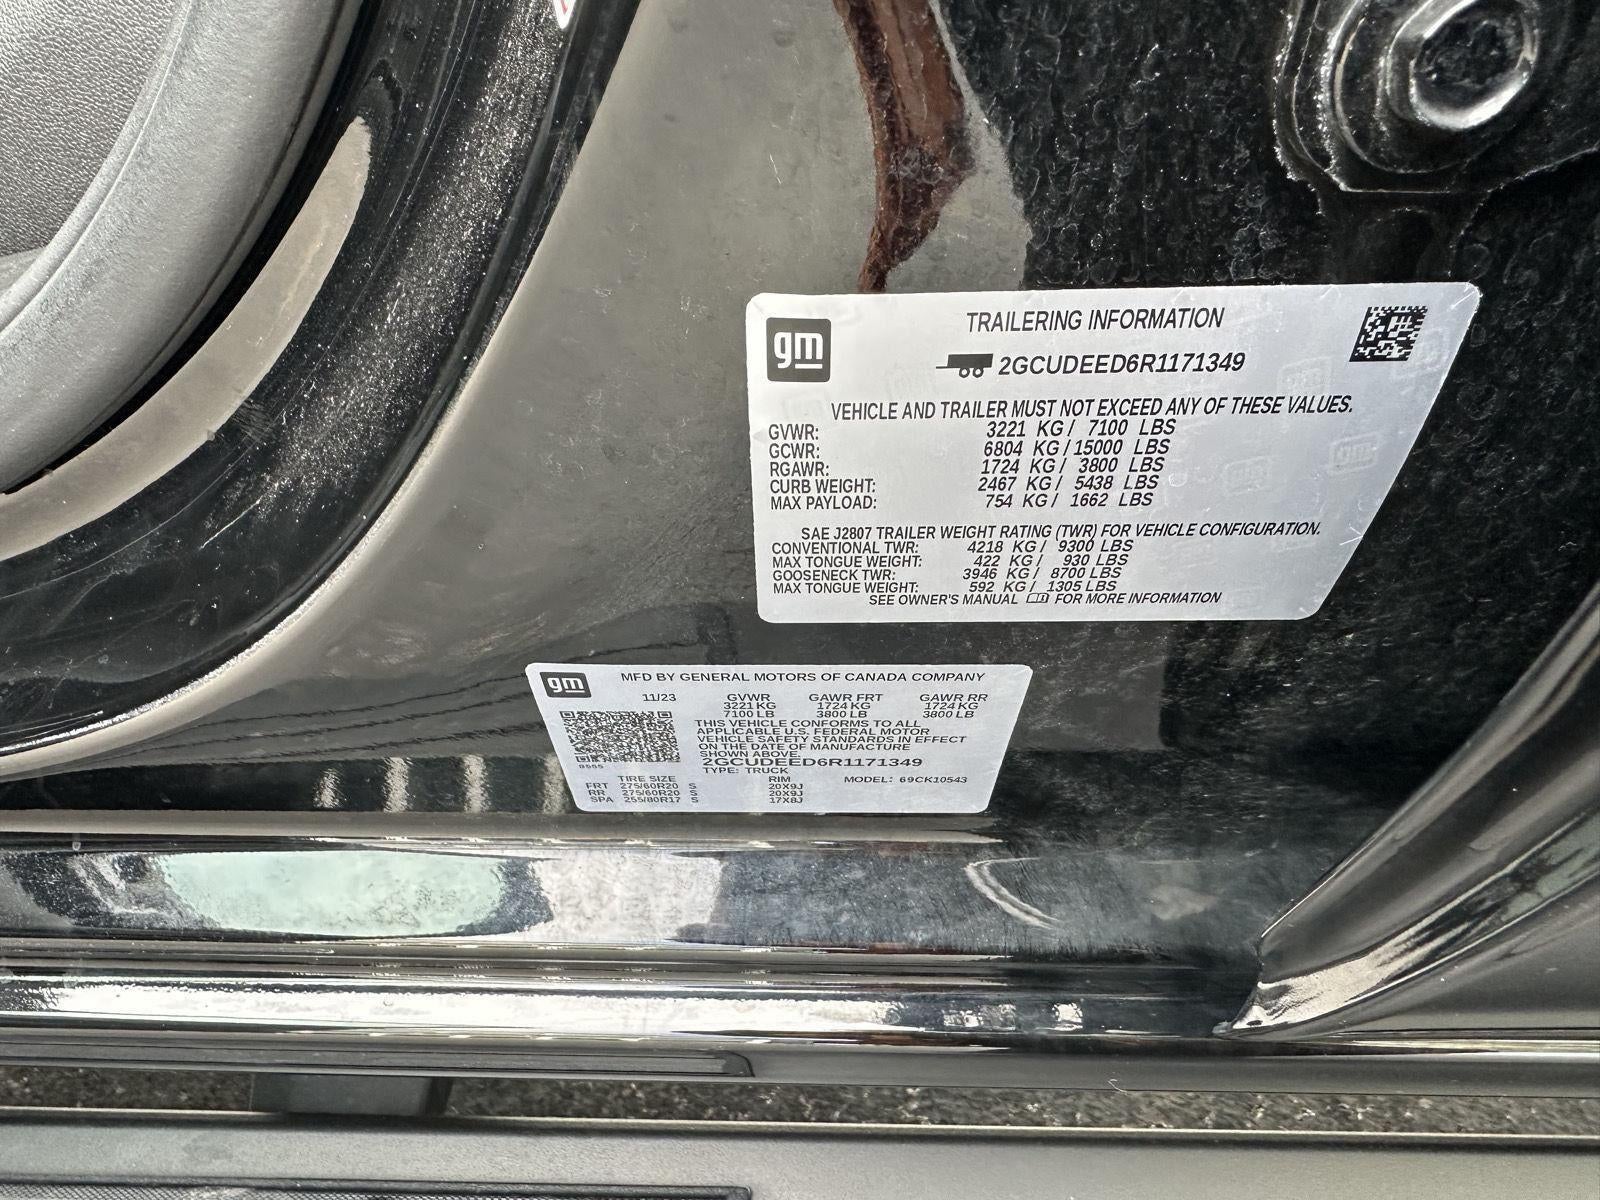 gm
TRAILERING INFORMATION
2GCUDEED6R1171349
VEHICLE AND TRAILER MUST NOT EXCEED ANY OF THESE VALUES.
GVWR: 3221 KG / 7100 LBS
GCWR: 6804 KG / 15000 LBS
RGAWR: 1724 KG / 3800 LBS
CURB WEIGHT: 2467 KG / 5438 LBS
MAX PAYLOAD: 754 KG / 1662 LBS
SAE J2807 TRAILER WEIGHT RATING (TWR) FOR VEHICLE CONFIGURATION.
CONVENTIONAL TWR: 4218 KG / 9300 LBS
MAX TONGUE WEIGHT: 422 KG / 930 LBS
GOOSENECK TWR: 3946 KG / 8700 LBS
MAX TONGUE WEIGHT: 592 KG / 1305 LBS
SEE OWNER'S MANUAL FOR MORE INFORMATION
gm
MFD BY GENERAL MOTORS OF CANADA COMPANY
11/23 GVWR GAWR FRT GAWR RR
3221 KG 1724 KG 1724 KG
7100 LB 3800 LB 3800 LB
THIS VEHICLE CONFORMS TO ALL
APPLICABLE U.S. FEDERAL MOTOR
VEHICLE SAFETY STANDARDS IN EFFECT
ON THE DATE OF MANUFACTURE
SHOWN ABOVE.
2GCUDEED6R1171349
TYPE: TRUCK MODEL: 69CK10543
TIRE SIZE RIM
FRT 275/60R20 S 20X9J
RR 275/60R20 S 20X9J
SPA 255/80R17 S 17X8J